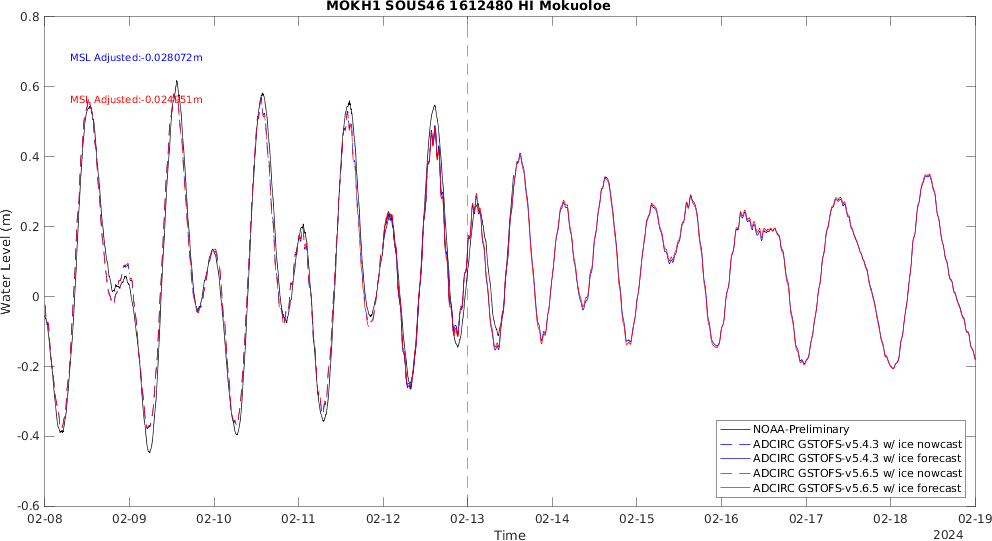 MOKH1 SOUS46 1612480 HI Mokuoloe
0.8
MSL Adjusted:-0.028072m
0.6
MSL Adjusted:-0.024951m
0.4
0.2
Water Level (m)
0
-0.2
-0.4
-0.6
NOAA-Preliminary
ADCIRC GSTOFS-v5.4.3 w/ ice nowcast
ADCIRC GSTOFS-v5.4.3 w/ ice forecast
ADCIRC GSTOFS-v5.6.5 w/ ice nowcast
ADCIRC GSTOFS-v5.6.5 w/ ice forecast
02-08 02-09 02-10 02-11 02-12 02-13 02-14 02-15 02-16 02-17 02-18 02-19
Time
2024